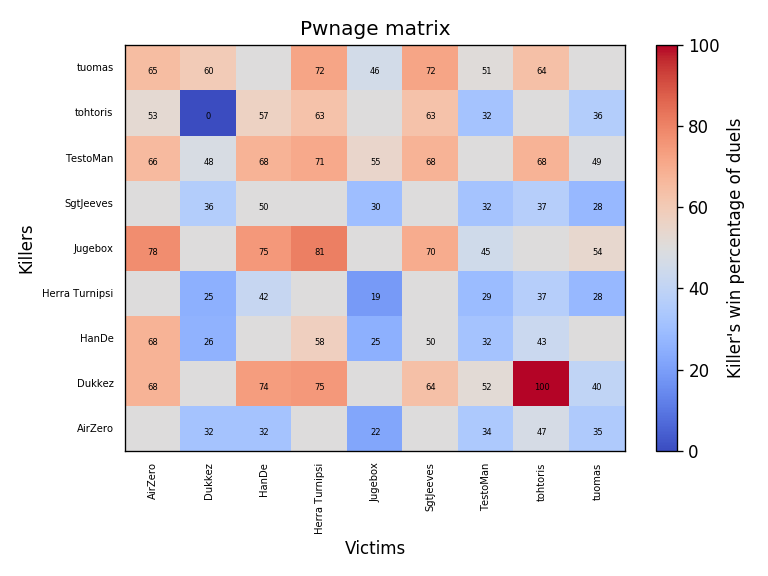 Pwnage matrix
Killers
tuomas 65 60 72 46 72 51 64
tohtoris 53 0 57 63 63 32 36
TestoMan 66 48 68 71 55 68 68 49
SgtJeeves 36 50 30 32 37 28
Jugebox 78 75 81 70 45 54
Herra Turnipsi 25 42 19 29 37 28
HanDe 68 26 58 25 50 32 43
Dukkez 68 74 75 64 52 100 40
AirZero 32 32 22 34 47 35
AirZero Dukkez HanDe Herra Turnipsi Jugebox SgtJeeves TestoMan tohtoris tuomas
Victims
100
80
60
40
20
0
Killer's win percentage of duels